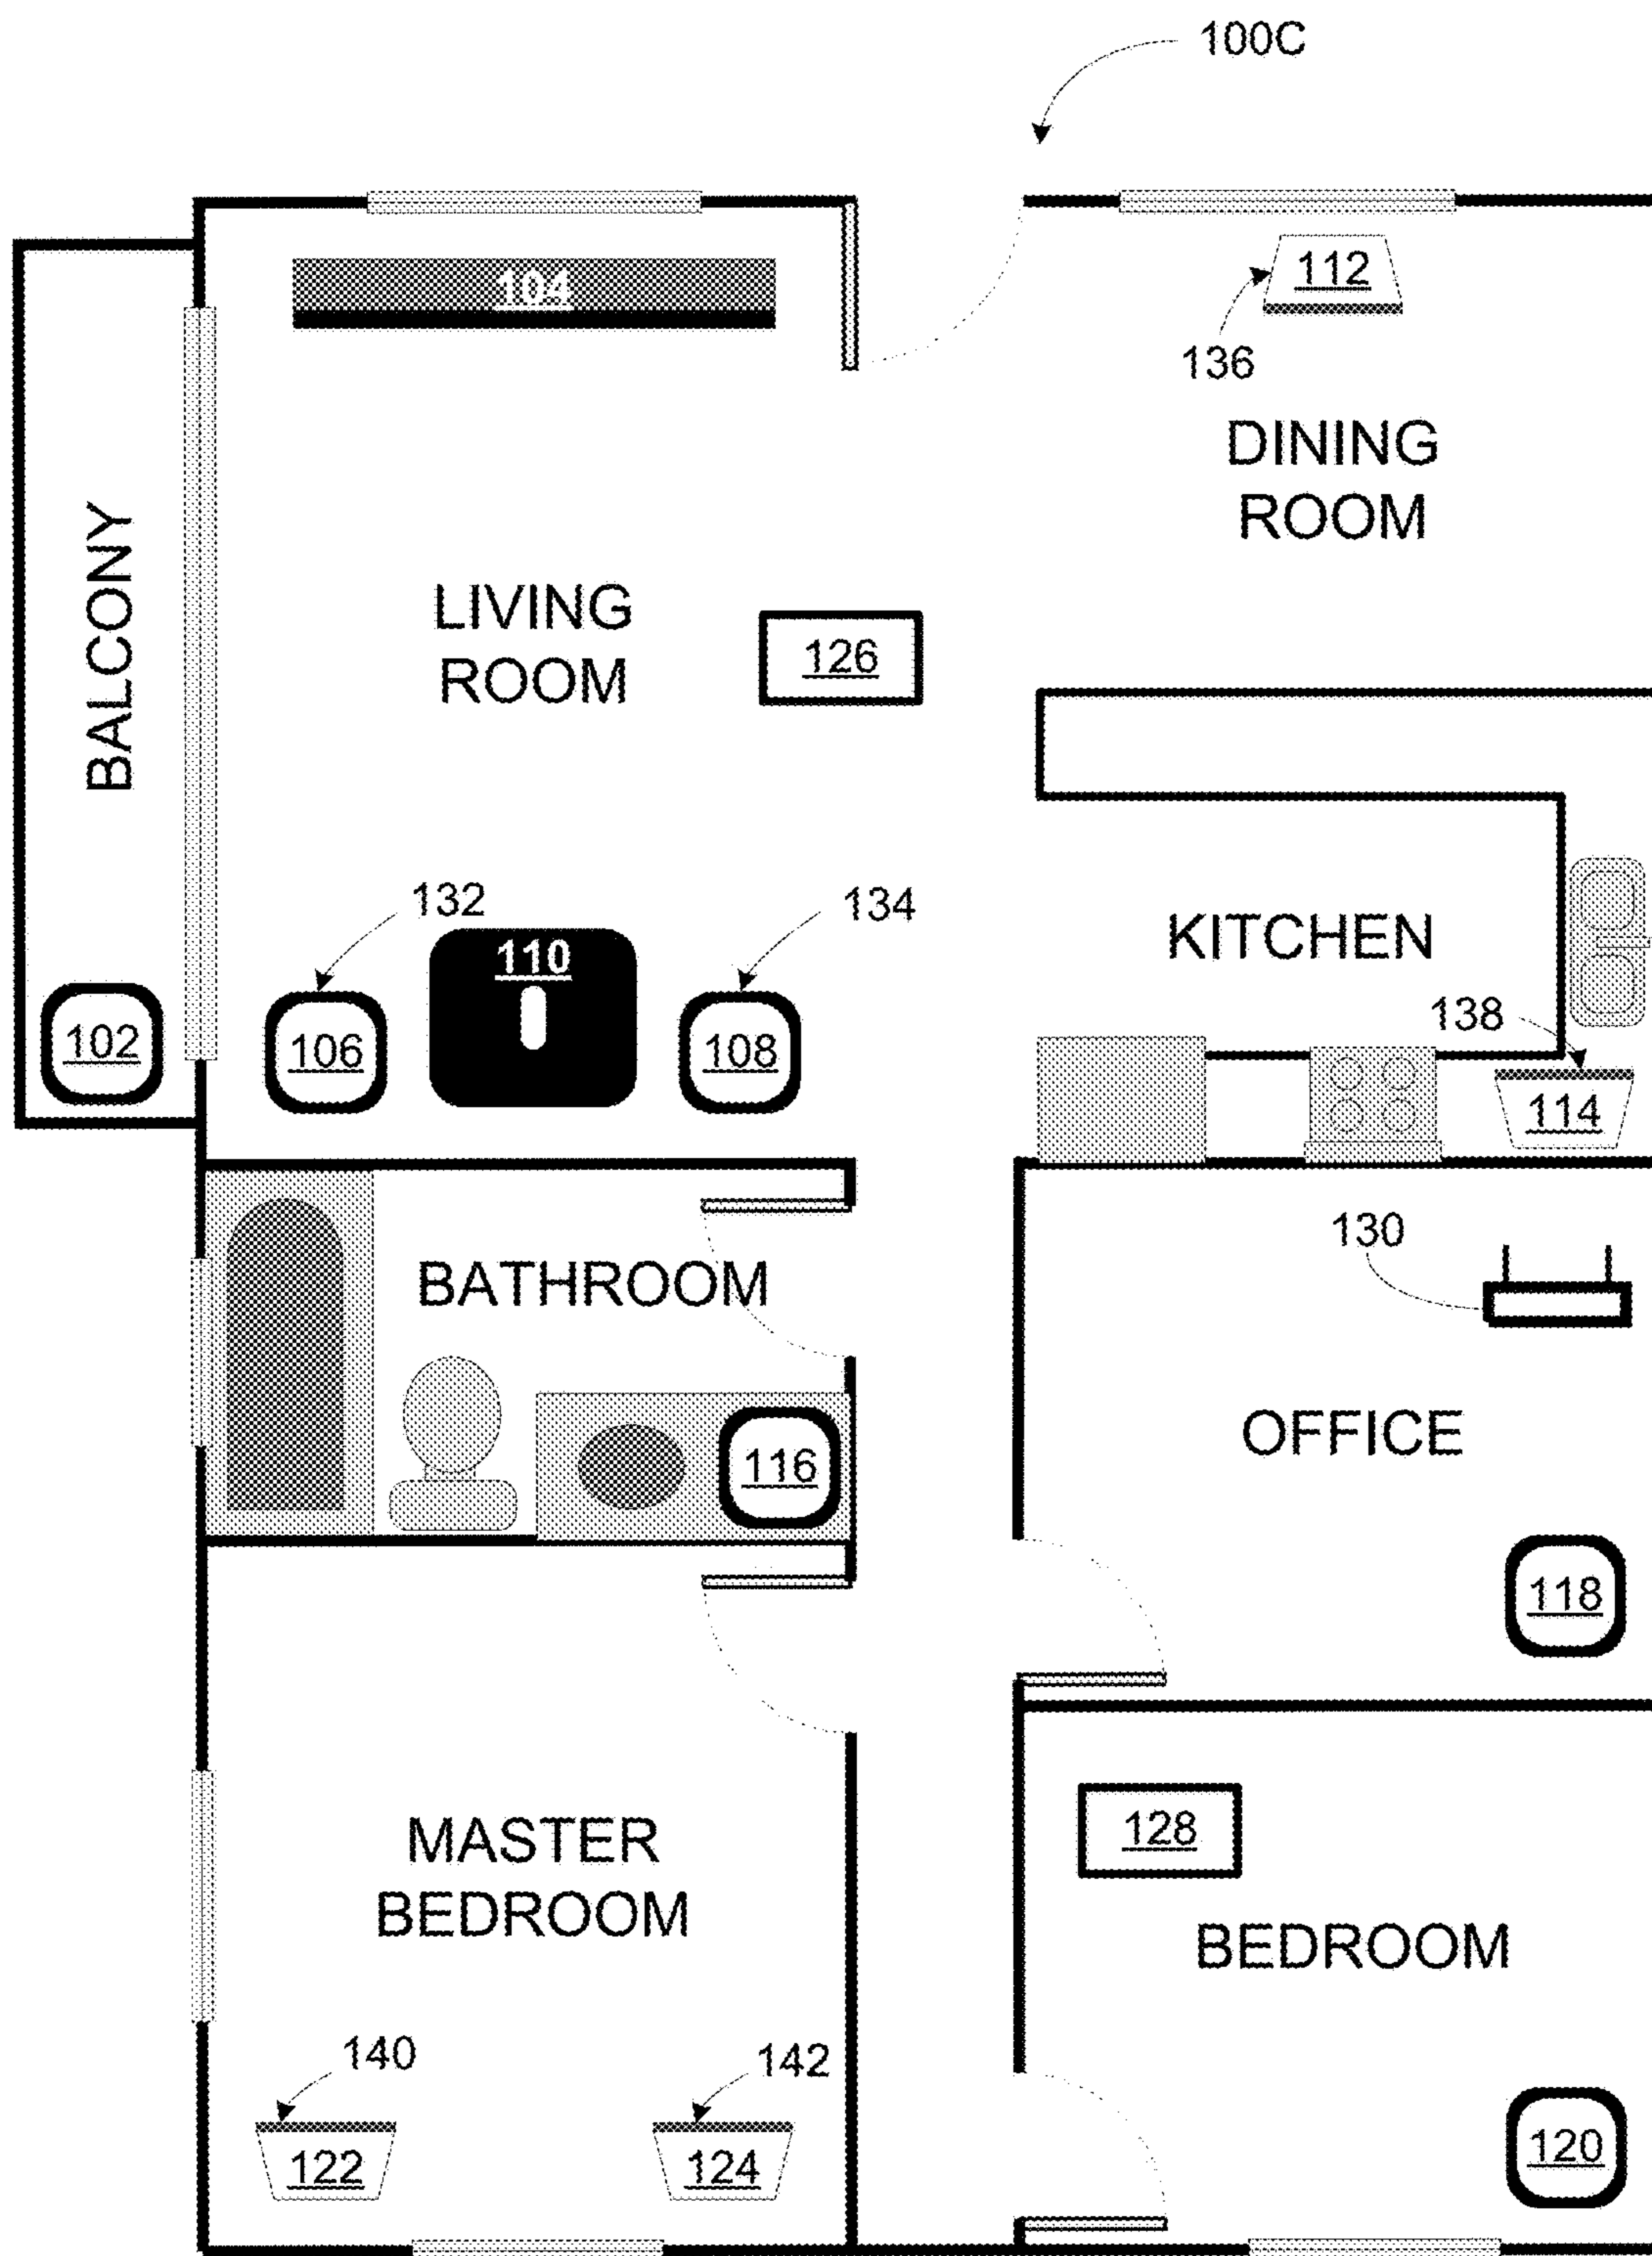 100C
104
112
136
DINING
ROOM
BALCONY
LIVING
ROOM
126
132
134
110
KITCHEN
102
106
108
138
114
130
BATHROOM
OFFICE
116
118
128
MASTER
BEDROOM
BEDROOM
140
142
122
124
120